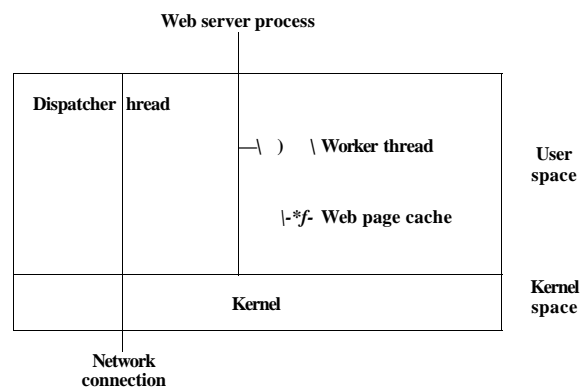 Web server process
Dispatcher hread
\ ) \ Worker thread
\-*f- Web page cache
User
space
Kernel
Kernel
space
Network
connection